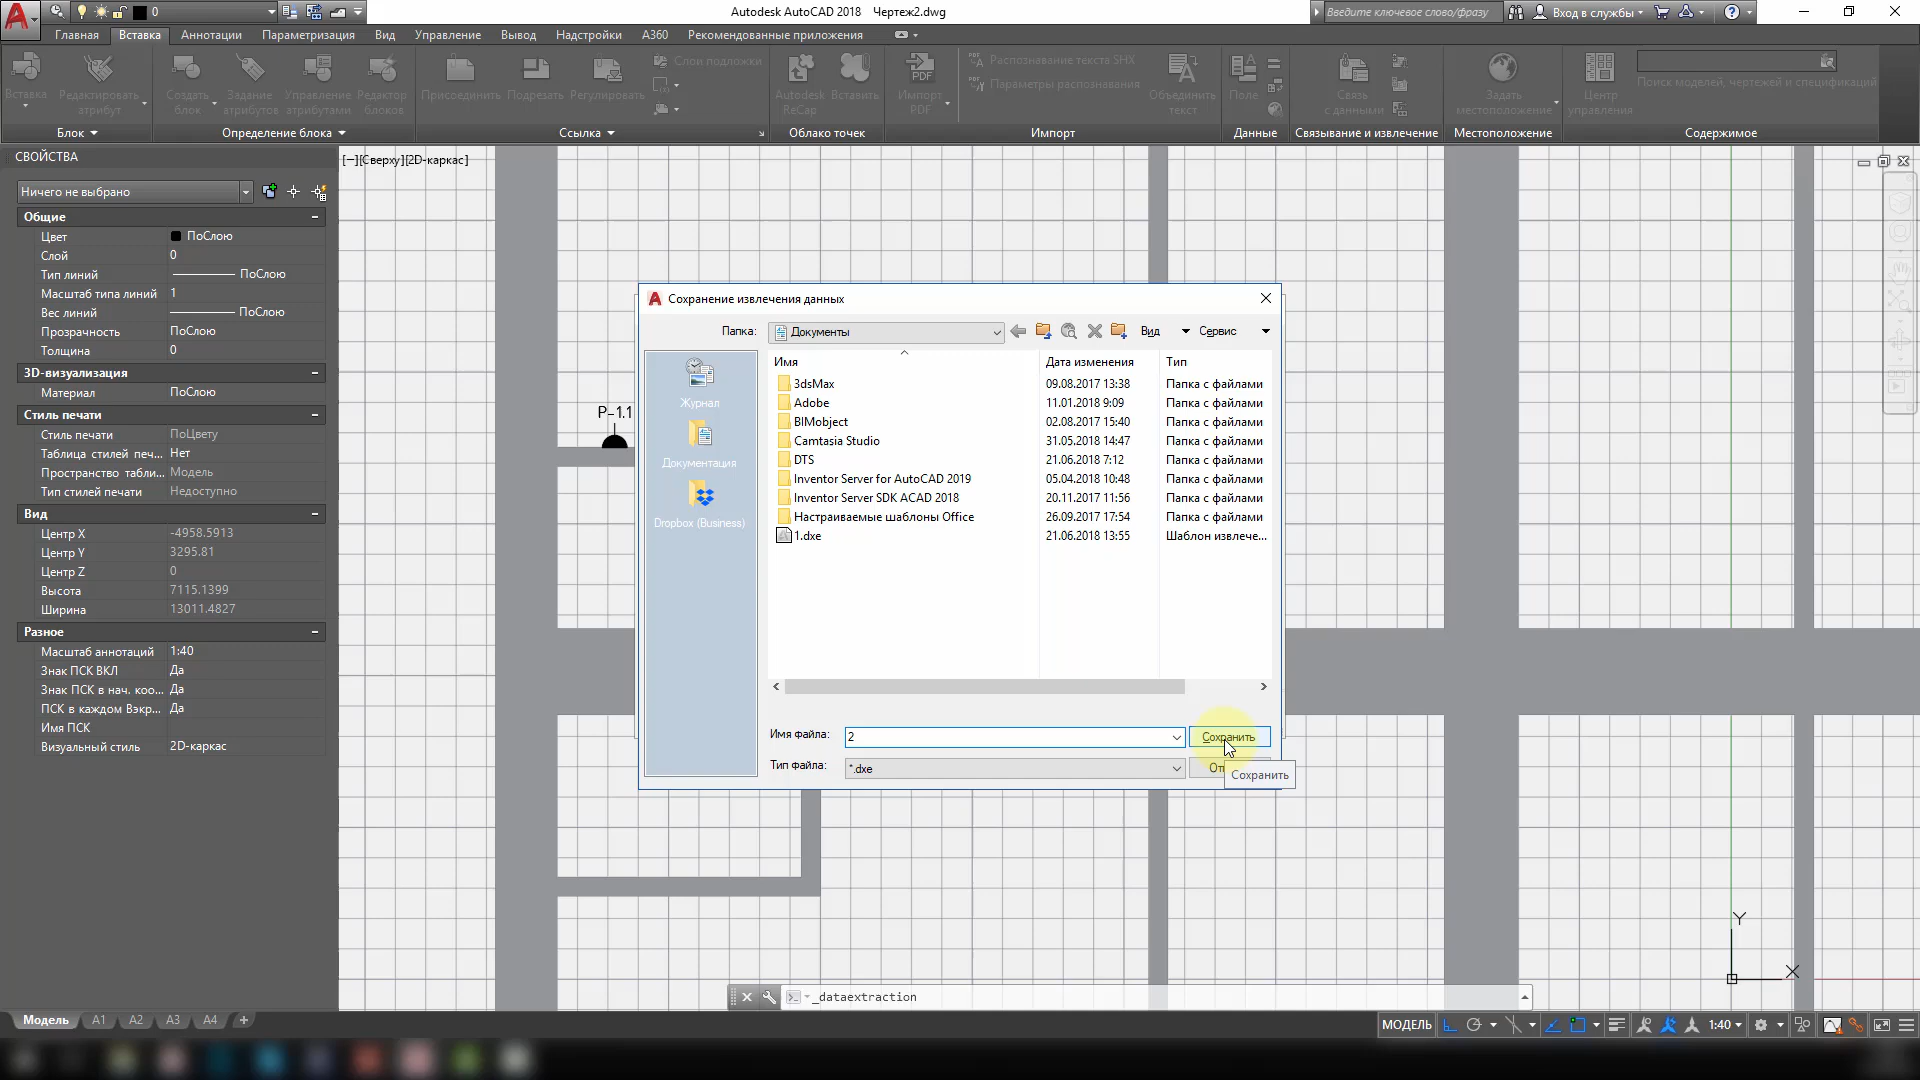 0
Autodesk AutoCAD 2018 Чертеж2.dwg
Введите ключевое слово/фразу
Вход в службы
Главная Вставка Аннотации Параметризация Вид Управление Вывод Надстройки A360 Рекомендованные приложения
Вставка
Редактировать атрибут
Создать блок
Задание атрибутов
Управление атрибутами
Редактор блоков
Присоединить
Подрезать
Регулировать
Слои подложки
Autodesk ReCap
Вставить
PDF
Импорт PDF
Распознавание текста SHX
Параметры распознавания
Объединить текст
Поле
Связь с данными
Задать местоположение
Центр управления
Поиск моделей, чертежей и спецификаций
Блок Определение блока Ссылка Облако точек Импорт Данные Связывание и извлечение Местоположение Содержимое
СВОЙСТВА
Ничего не выбрано
Общие
Цвет ПоСлою
Слой 0
Тип линий ПоСлою
Масштаб типа линий 1
Вес линий ПоСлою
Прозрачность ПоСлою
Толщина 0
3D-визуализация
Материал ПоСлою
Стиль печати
Стиль печати ПоЦвету
Таблица стилей печ... Нет
Пространство табли... Модель
Тип стилей печати Недоступно
Вид
Центр X -4958.5913
Центр Y 3295.81
Центр Z 0
Высота 7115.1399
Ширина 13011.4827
Разное
Масштаб аннотаций 1:40
Знак ПСК ВКЛ Да
Знак ПСК в нач. коо... Да
ПСК в каждом Вэкр... Да
Имя ПСК
Визуальный стиль 2D-каркас
[−][Сверху][2D-каркас]
Р-1.1
Сохранение извлечения данных
Папка: Документы Вид Сервис
Журнал
Документация
Dropbox (Business)
Имя Дата изменения Тип
3dsMax 09.08.2017 13:38 Папка с файлами
Adobe 11.01.2018 9:09 Папка с файлами
BIMobject 02.08.2017 15:40 Папка с файлами
Camtasia Studio 31.05.2018 14:47 Папка с файлами
DTS 21.06.2018 7:12 Папка с файлами
Inventor Server for AutoCAD 2019 05.04.2018 10:48 Папка с файлами
Inventor Server SDK ACAD 2018 20.11.2017 11:56 Папка с файлами
Настраиваемые шаблоны Office 26.09.2017 17:54 Папка с файлами
1.dxe 21.06.2018 13:55 Шаблон извлече...
Имя файла: 2 Сохранить
Тип файла: *.dxe От
Сохранить
Y
X
_dataextraction
Модель A1 A2 A3 A4 +
МОДЕЛЬ 1:40